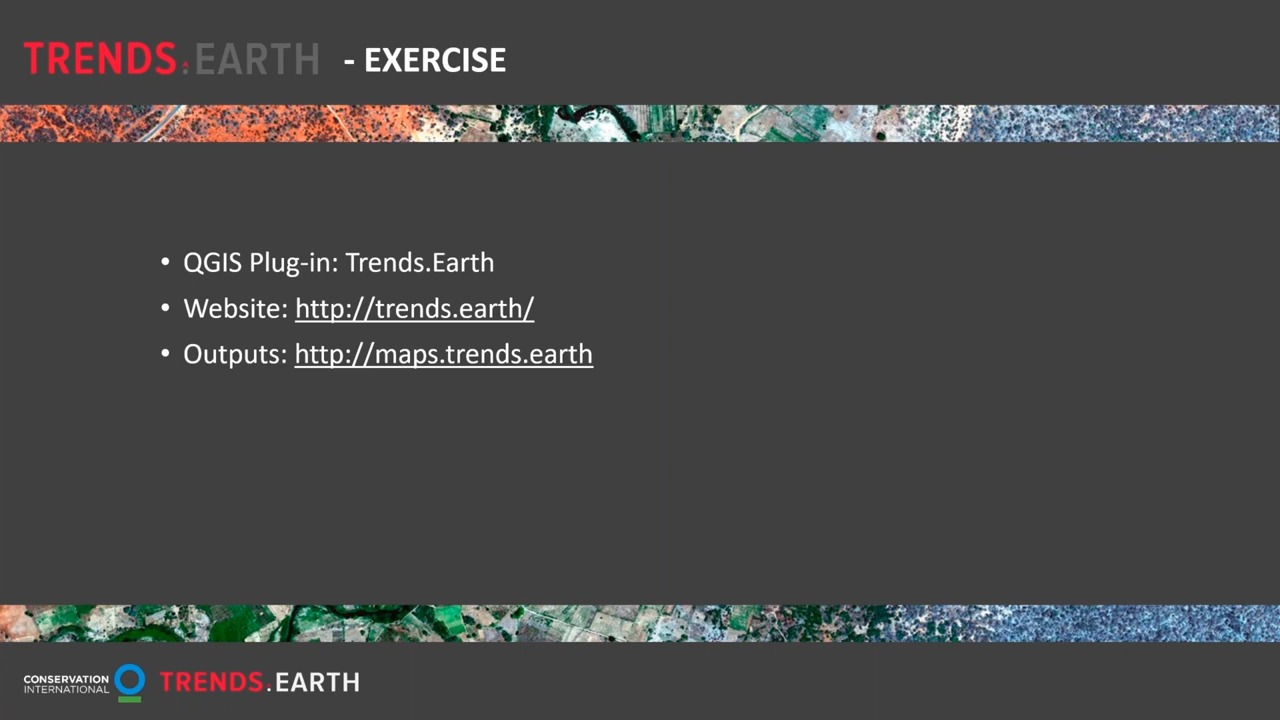 TRENDS.EARTH - EXERCISE
• QGIS Plug-in: Trends.Earth
• Website: http://trends.earth/
• Outputs: http://maps.trends.earth
CONSERVATION
INTERNATIONAL
TRENDS.EARTH